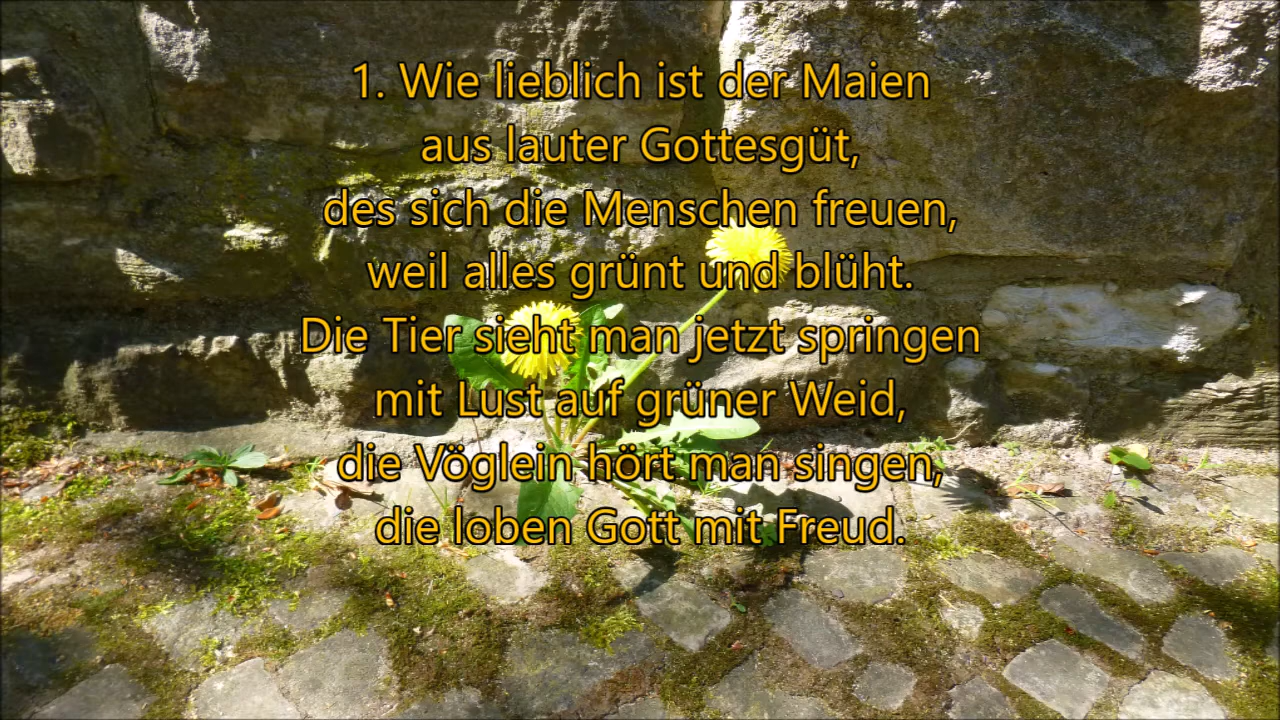 1. Wie lieblich ist der Maien
aus lauter Gottesgüt,
des sich die Menschen freuen,
weil alles grünt und blüht.
Die Tier sieht man jetzt springen
mit Lust auf grüner Weid,
die Vöglein hört man singen,
die loben Gott mit Freud.